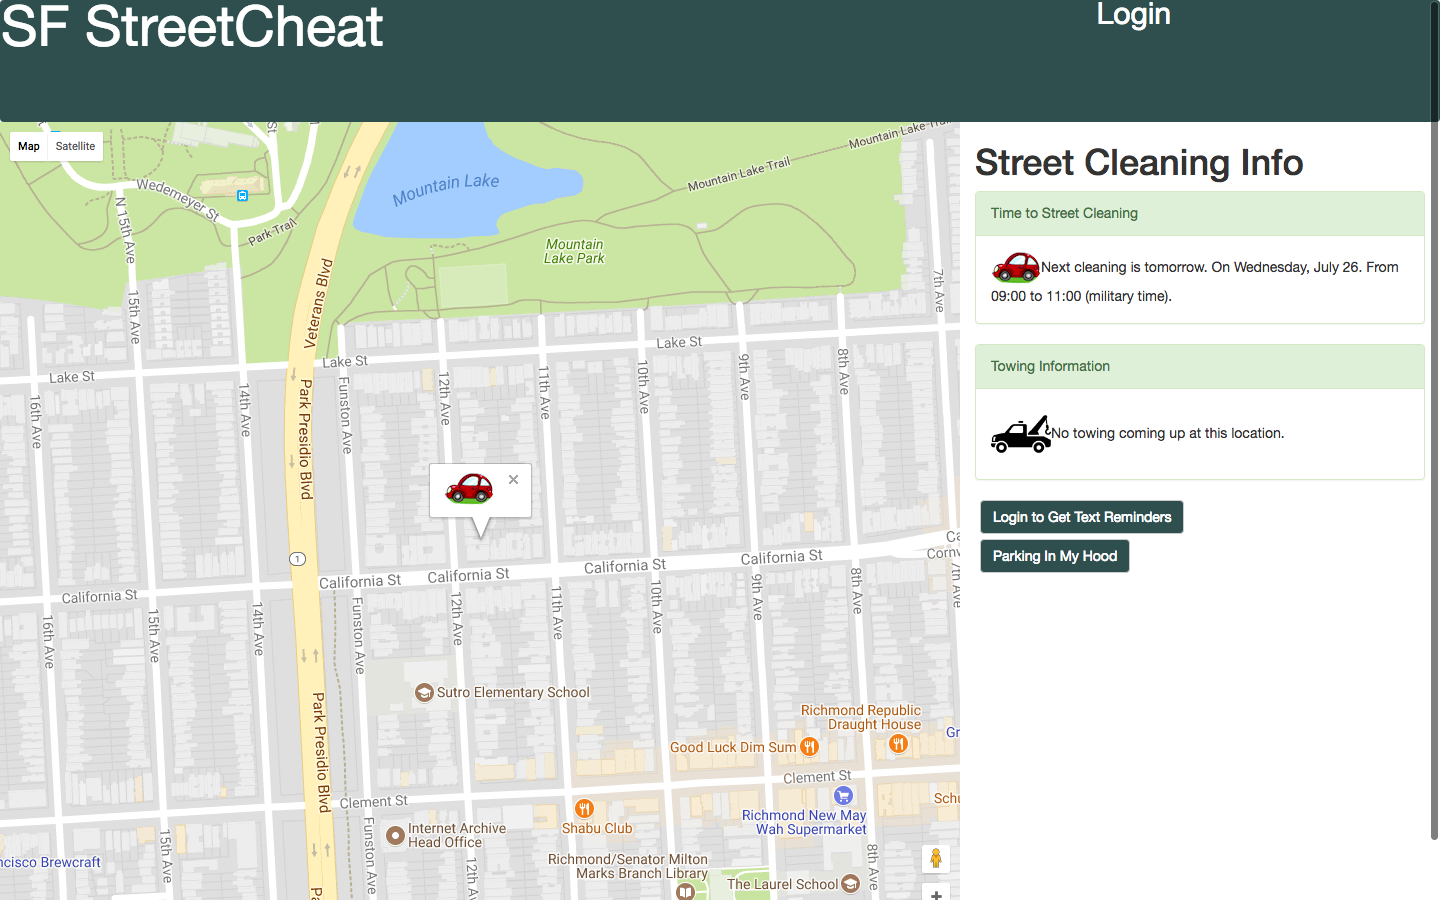 SF StreetCheat
Login
Map
Satellite
Wedemeyer St
St
N 15th Ave
Park Trail
Mountain Lake
Mountain Lake Trail
Mountain Lake Trail
Mountain
Lake Park
Veterans Blvd
15th Ave
7th Ave
Lake St
Lake St
Lake St
16th Ave
14th Ave
Park Presidio Blvd
Funston Ave
12th Ave
11th Ave
10th Ave
9th Ave
8th Ave
1
California St
California St
California St
California St
California St
Ca
Cornw
16th Ave
15th Ave
14th Ave
Funston Ave
12th Ave
11th Ave
10th Ave
9th Ave
8th Ave
7th Ave
Sutro Elementary School
Park Presidio Blvd
Richmond Republic
Draught House
Good Luck Dim Sum
Gr
Clement St
Clement St
Schu
Shabu Club
Richmond New May
Wah Supermarket
Internet Archive
Head Office
Funston Ave
15th Ave
12th Ave
8th Ave
ncisco Brewcraft
Richmond/Senator Milton
Marks Branch Library
The Laurel School
Street Cleaning Info
Time to Street Cleaning
Next cleaning is tomorrow. On Wednesday, July 26. From
09:00 to 11:00 (military time).
Towing Information
No towing coming up at this location.
Login to Get Text Reminders
Parking In My Hood